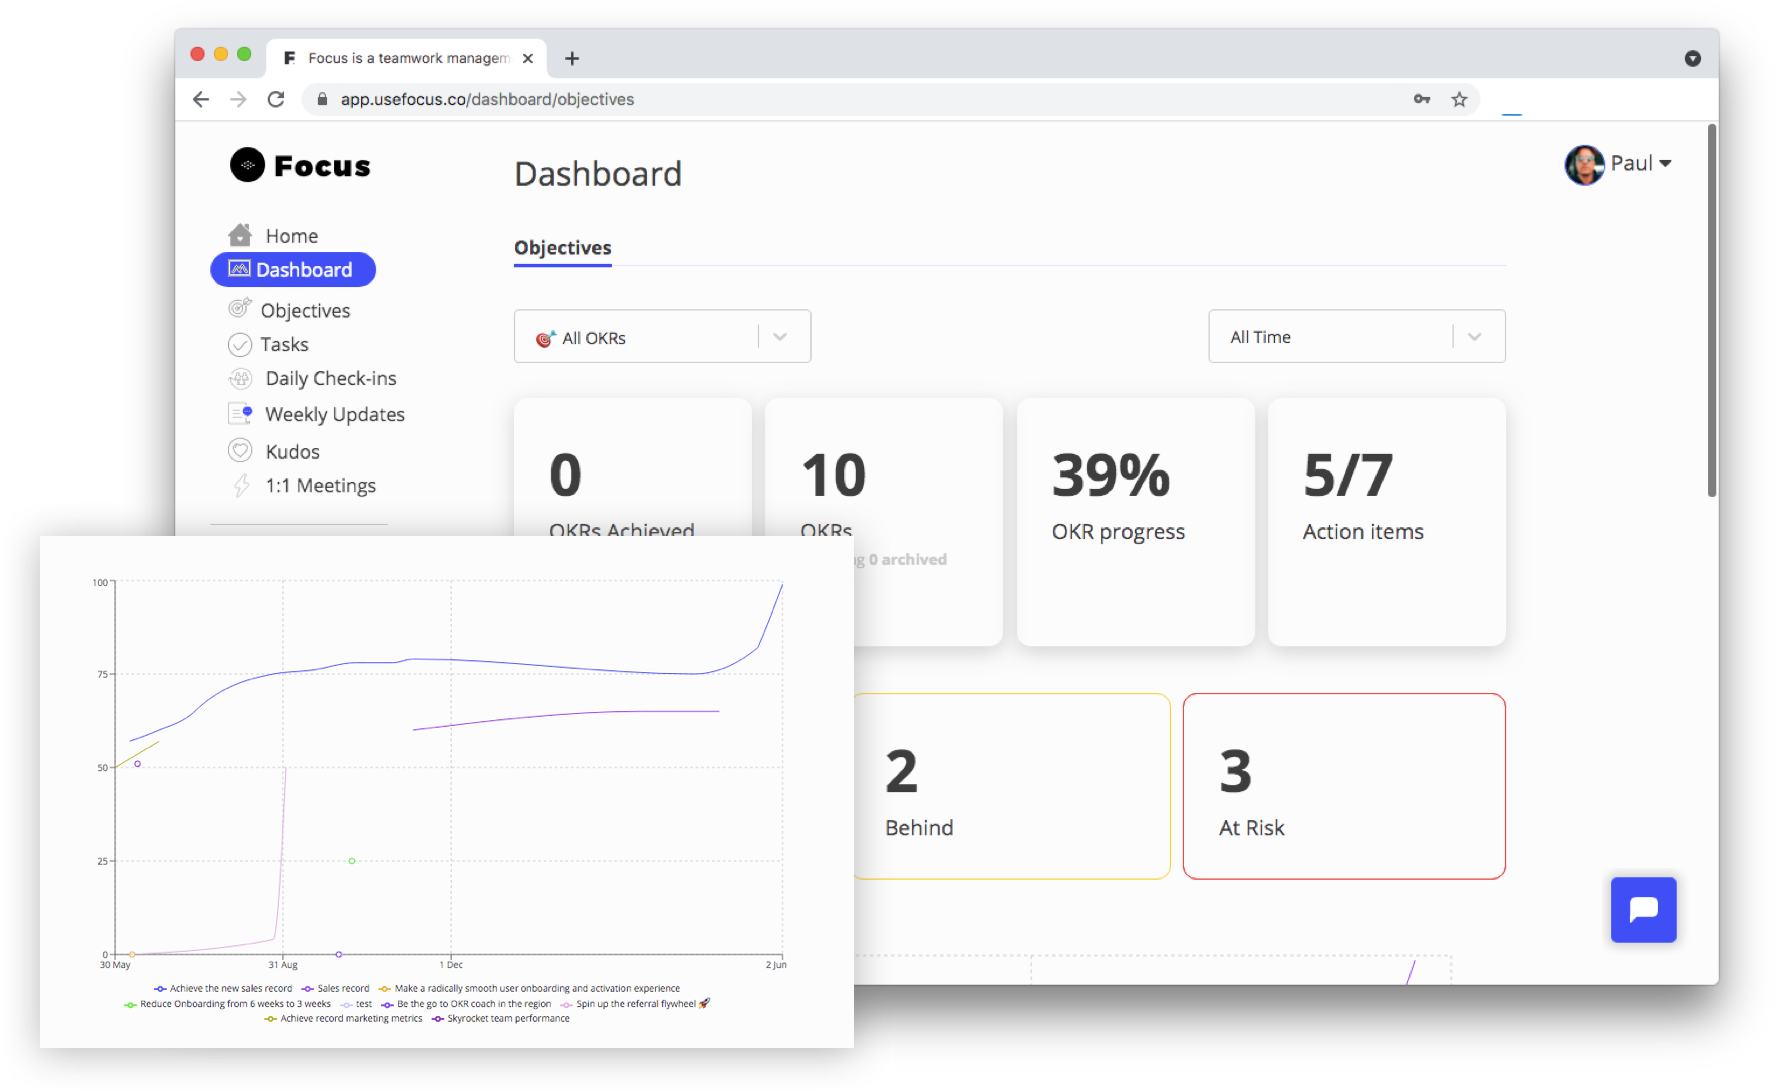 Focus is a teamwork managem
app.usefocus.co/dashboard/objectives
Focus
Dashboard
Paul
Home
Dashboard
Objectives
Tasks
Daily Check-ins
Weekly Updates
Kudos
1:1 Meetings
Objectives
All OKRs
All Time
0
OKRs Achieved
10
OKRs
g 0 archived
39%
OKR progress
5/7
Action items
2
Behind
3
At Risk
100
75
50
25
0
30 May 31 Aug 1 Dec 2 Jun
Achieve the new sales record Sales record Make a radically smooth user onboarding and activation experience
Reduce Onboarding from 6 weeks to 3 weeks test Be the go to OKR coach in the region Spin up the referral flywheel 🚀
Achieve record marketing metrics Skyrocket team performance